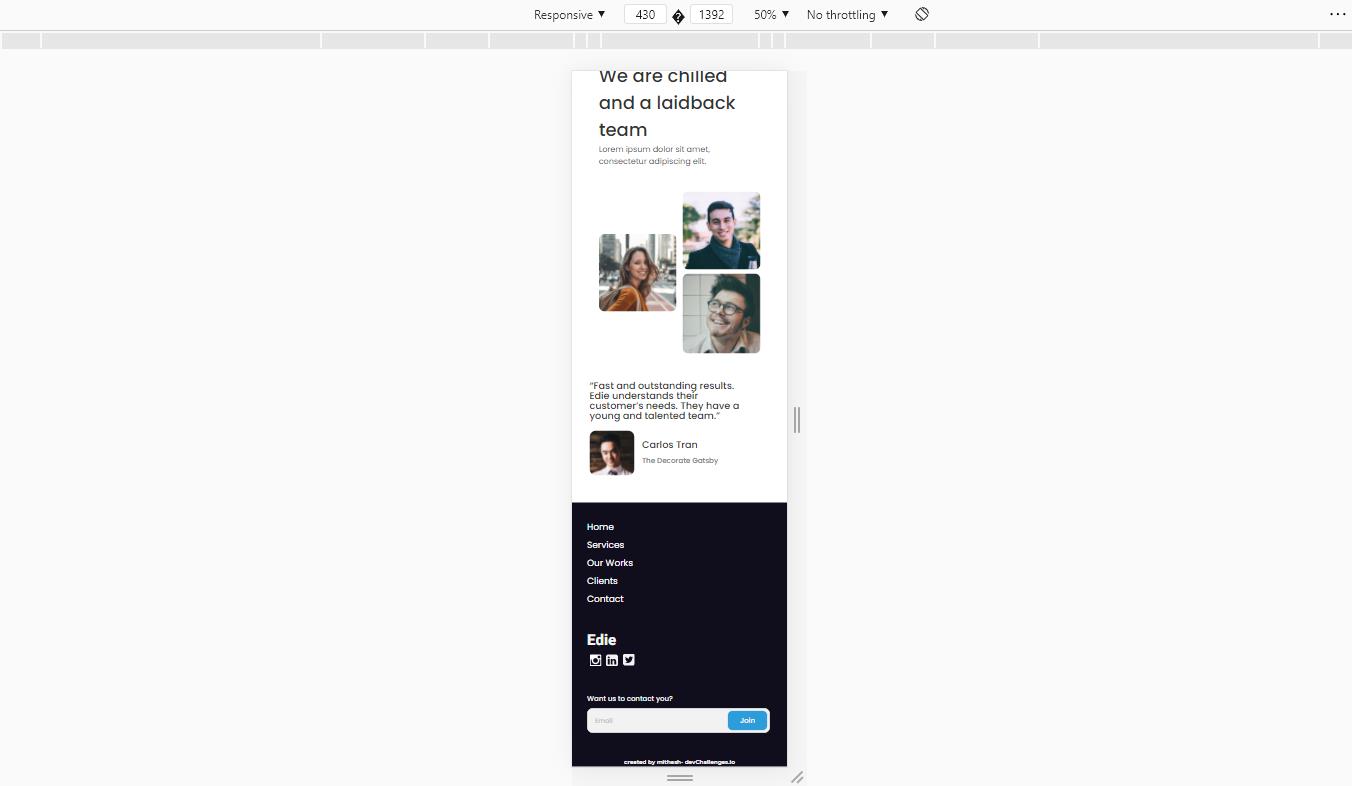 Responsive ▼ 430 � 1392 50% ▼ No throttling ▼
We are chilled
and a laidback
team
Lorem ipsum dolor sit amet,
consectetur adipiscing elit.
“Fast and outstanding results.
Edie understands their
customer’s needs. They have a
young and talented team.”
Carlos Tran
The Decorate Gatsby
Home
Services
Our Works
Clients
Contact
Edie
Want us to contact you?
Email
Join
created by mithash- devChallenges.io